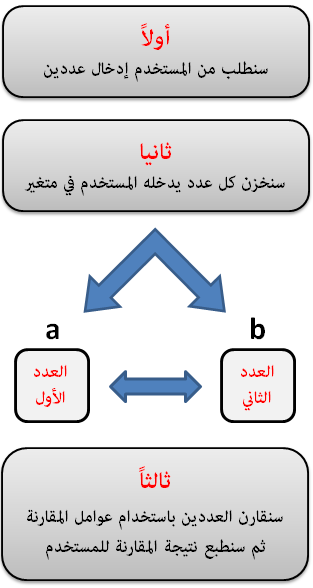 أولاً
سنطلب من المستخدم إدخال عددين
ثانيا
سنخزن كل عدد يدخله المستخدم في متغير
a
b
العدد
الأول
العدد
الثاني
ثالثاً
سنقارن العددين باستخدام عوامل المقارنة
ثم سنطبع نتيجة المقارنة للمستخدم